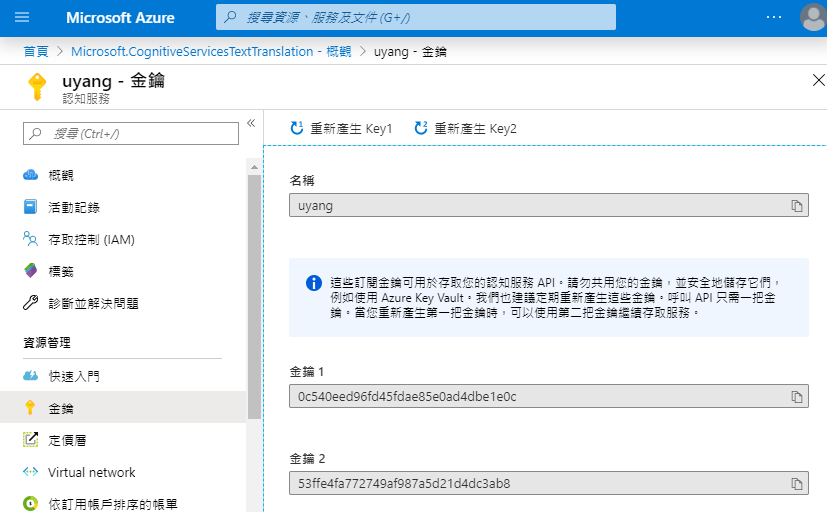 Microsoft Azure
搜尋資源、服務及文件 (G+/)
首頁 > Microsoft.CognitiveServicesTextTranslation - 概觀 > uyang - 金鑰
uyang - 金鑰
認知服務
搜尋 (Ctrl+/)
重新產生 Key1
重新產生 Key2
概觀
活動記錄
存取控制 (IAM)
標籤
診斷並解決問題
資源管理
快速入門
金鑰
定價層
Virtual network
依訂用帳戶排序的帳單
名稱
uyang
這些訂閱金鑰可用於存取您的認知服務 API。請勿共用您的金鑰，並安全地儲存它們，
例如使用 Azure Key Vault。我們也建議定期重新產生這些金鑰。呼叫 API 只需一把金
鑰。當您重新產生第一把金鑰時，可以使用第二把金鑰繼續存取服務。
金鑰 1
0c540eed96fd45fdae85e0ad4dbe1e0c
金鑰 2
53ffe4fa772749af987a5d21d4dc3ab8